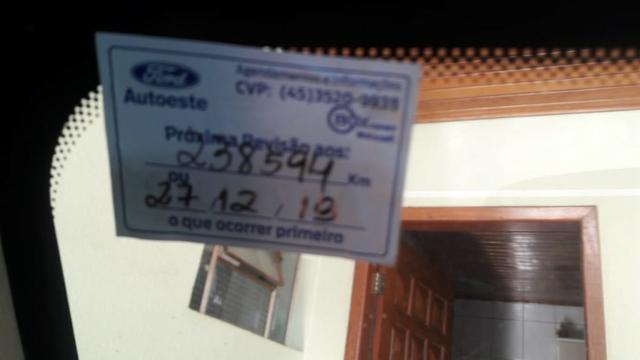 Ford
Autoeste
Agendamentos e Informações
CVP: (45)3520-9939
Próxima Revisão aos:
238594 Km
ou
27,12,19
o que ocorrer primeiro